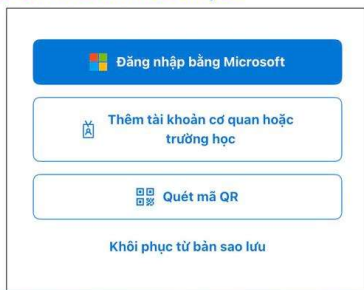 Đăng nhập bằng Microsoft
Thêm tài khoản cơ quan hoặc
trường học
Quét mã QR
Khôi phục từ bản sao lưu